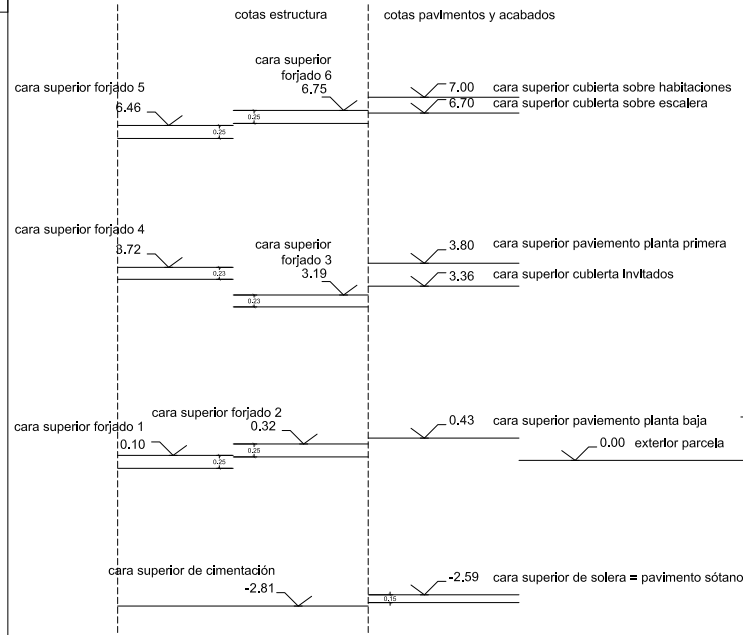 cotas estructura
cotas pavimentos y acabados
cara superior forjado 5
6.46
cara superior
forjado 6
6.75
0.25
0.25
7.00 cara superior cubierta sobre habitaciones
6.70 cara superior cubierta sobre escalera
cara superior forjado 4
3.72
cara superior
forjado 3
3.19
0.23
0.23
3.80 cara superior paviemento planta primera
3.36 cara superior cubierta invitados
cara superior forjado 1
0.10
cara superior forjado 2
0.32
0.25
0.25
0.43 cara superior paviemento planta baja
0.00 exterior parcela
cara superior de cimentación
-2.81
-2.59 cara superior de solera = pavimento sótano
0.15